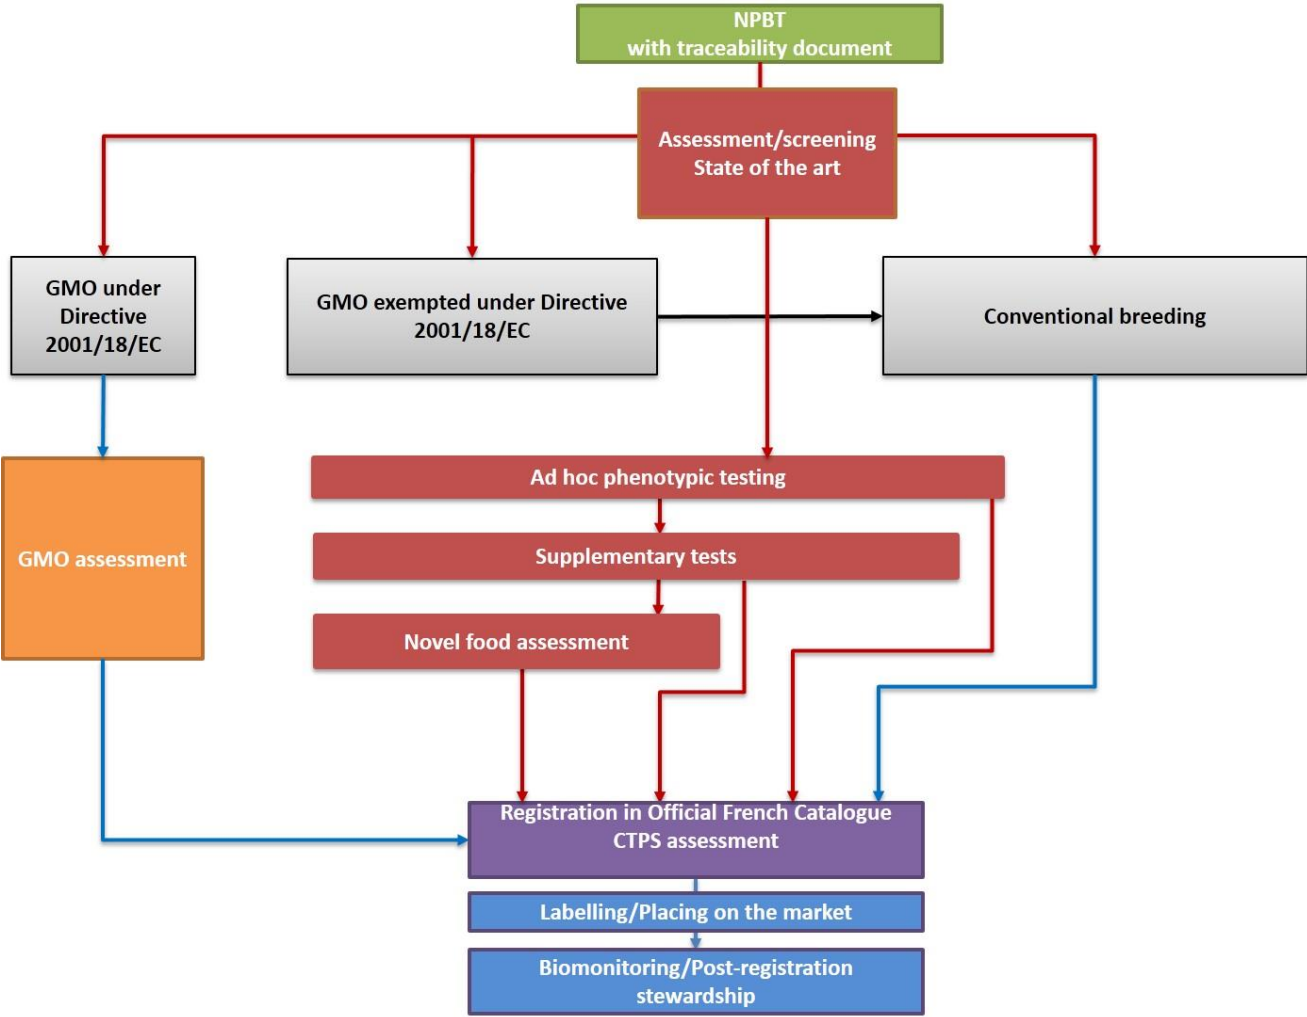 NPBT
with traceability document
Assessment/screening
State of the art
GMO under
Directive
2001/18/EC
GMO exempted under Directive
2001/18/EC
Conventional breeding
Ad hoc phenotypic testing
Supplementary tests
GMO assessment
Novel food assessment
Registration in Official French Catalogue
CTPS assessment
Labelling/Placing on the market
Biomonitoring/Post-registration
stewardship